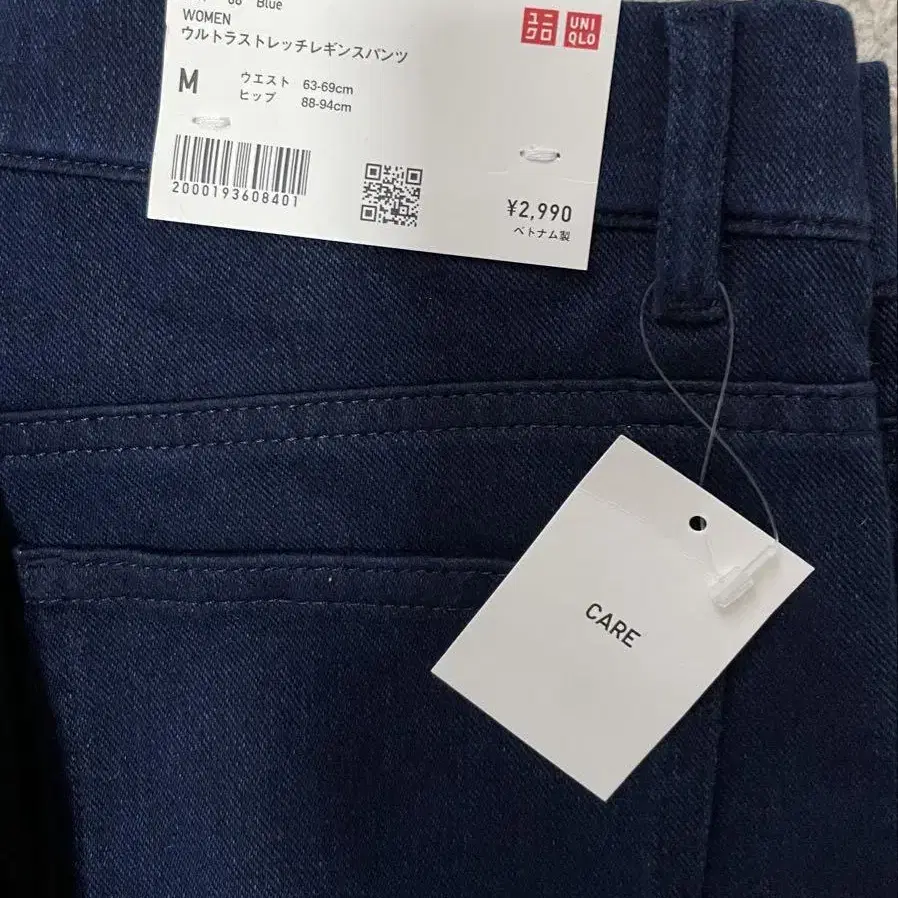 Blue
WOMEN
ウルトラストレッチレギンスパンツ
M
ウエスト 63-69cm
ヒップ 88-94cm
2000193608401
ユニ
クロ
UNI
QLO
¥2,990
ベトナム製
CARE